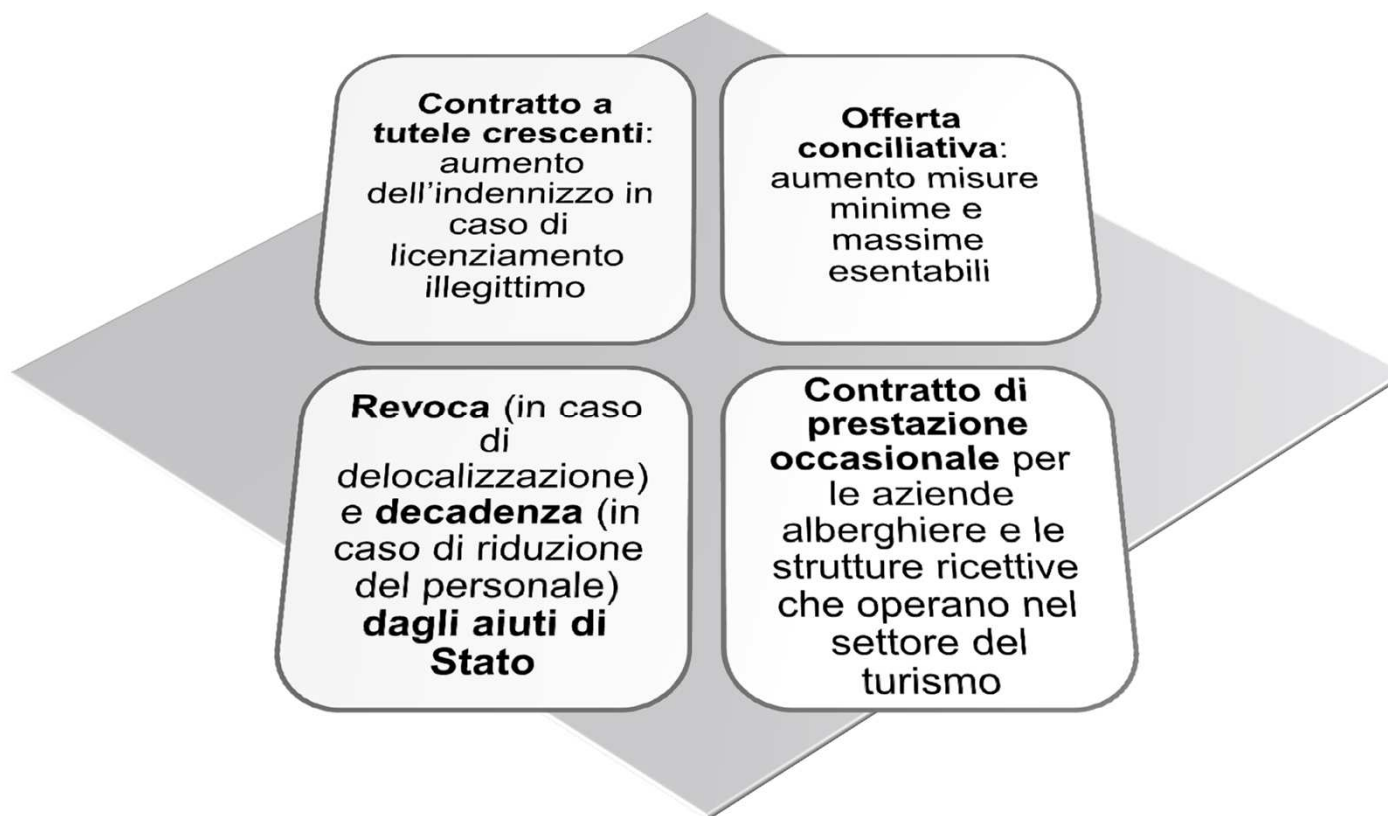 Contratto a
tutele crescenti:
aumento
dell'indennizzo in
caso di
licenziamento
illegittimo
Offerta
conciliativa:
aumento misure
minime e
massime
esentabili
Revoca (in caso
di
delocalizzazione)
e decadenza (in
caso di riduzione
del personale)
dagli aiuti di
Stato
Contratto di
prestazione
occasionale per
le aziende
alberghiere e le
strutture ricettive
che operano nel
settore del
turismo